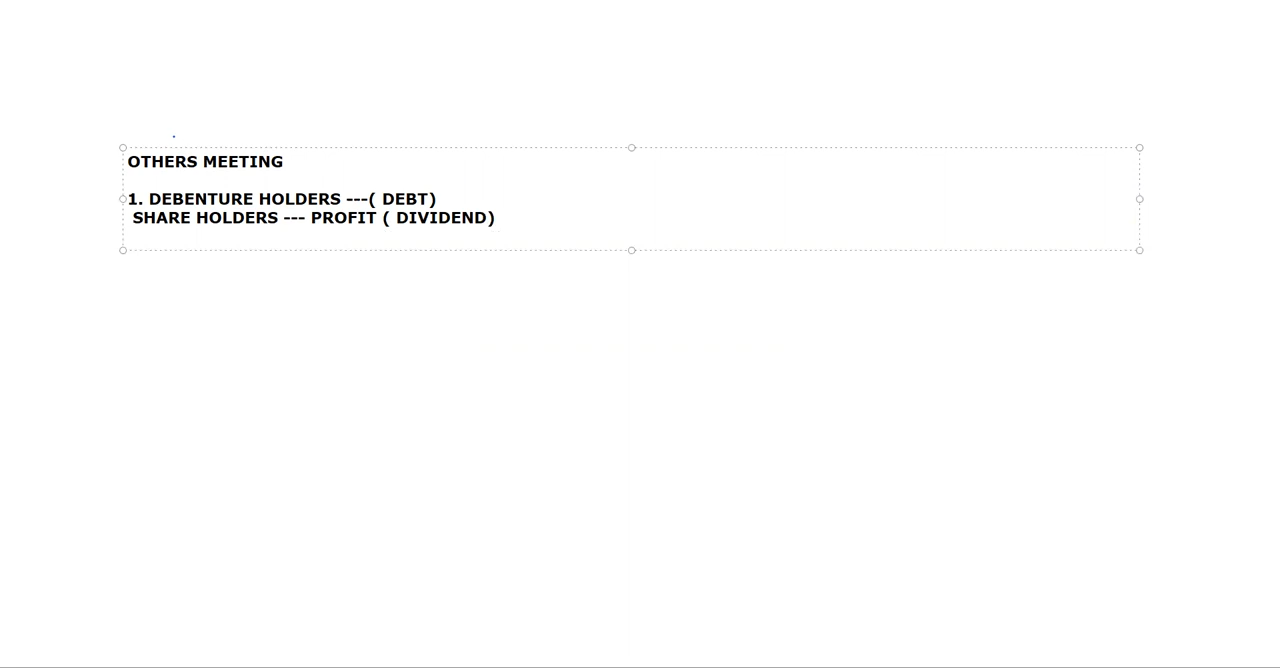 OTHERS MEETING
1. DEBENTURE HOLDERS ---( DEBT)
SHARE HOLDERS --- PROFIT ( DIVIDEND)